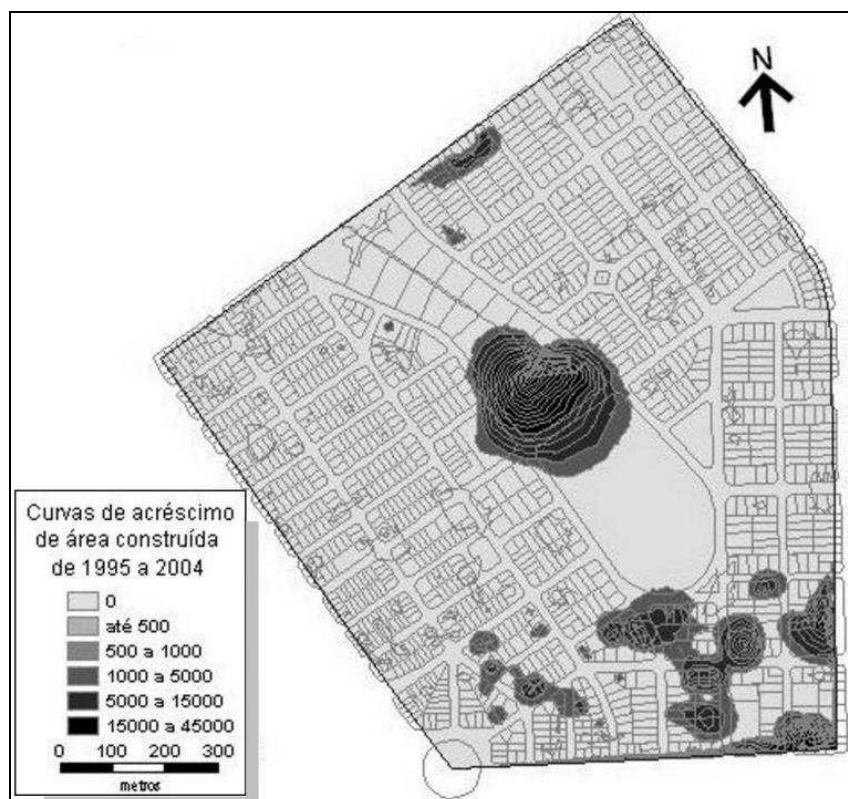 N
Curvas de acréscimo
de área construída
de 1995 a 2004
0
até 500
500 a 1000
1000 a 5000
5000 a 15000
15000 a 45000
0 100 200 300
metros